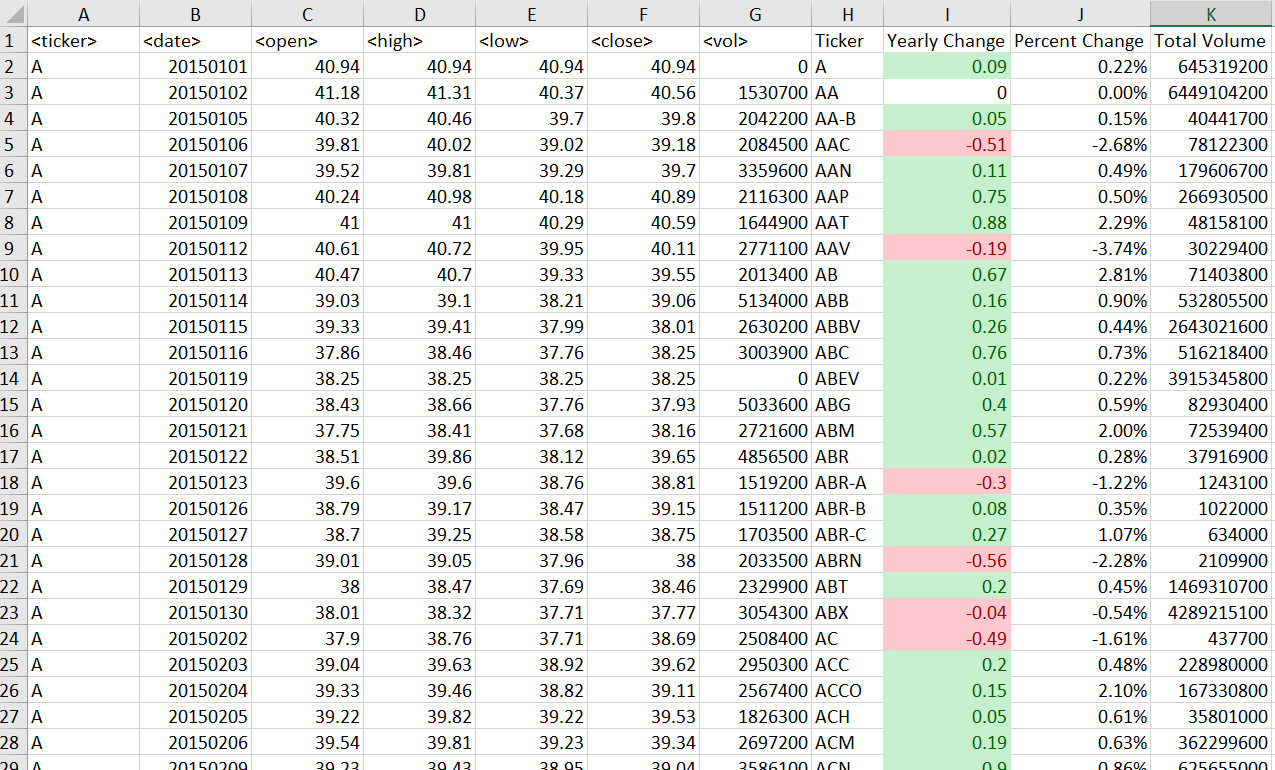 A B C D E F G H I J K
1 <ticker> <date> <open> <high> <low> <close> <vol> Ticker Yearly Change Percent Change Total Volume
2 A 20150101 40.94 40.94 40.94 40.94 0 A 0.09 0.22% 645319200
3 A 20150102 41.18 41.31 40.37 40.56 1530700 AA 0 0.00% 6449104200
4 A 20150105 40.32 40.46 39.7 39.8 2042200 AA-B 0.05 0.15% 40441700
5 A 20150106 39.81 40.02 39.02 39.18 2084500 AAC -0.51 -2.68% 78122300
6 A 20150107 39.52 39.81 39.29 39.7 3359600 AAN 0.11 0.49% 179606700
7 A 20150108 40.24 40.98 40.18 40.89 2116300 AAP 0.75 0.50% 266930500
8 A 20150109 41 41 40.29 40.59 1644900 AAT 0.88 2.29% 48158100
9 A 20150112 40.61 40.72 39.95 40.11 2771100 AAV -0.19 -3.74% 30229400
10 A 20150113 40.47 40.7 39.33 39.55 2013400 AB 0.67 2.81% 71403800
11 A 20150114 39.03 39.1 38.21 39.06 5134000 ABB 0.16 0.90% 532805500
12 A 20150115 39.33 39.41 37.99 38.01 2630200 ABBV 0.26 0.44% 2643021600
13 A 20150116 37.86 38.46 37.76 38.25 3003900 ABC 0.76 0.73% 516218400
14 A 20150119 38.25 38.25 38.25 38.25 0 ABEV 0.01 0.22% 3915345800
15 A 20150120 38.43 38.66 37.76 37.93 5033600 ABG 0.4 0.59% 82930400
16 A 20150121 37.75 38.41 37.68 38.16 2721600 ABM 0.57 2.00% 72539400
17 A 20150122 38.51 39.86 38.12 39.65 4856500 ABR 0.02 0.28% 37916900
18 A 20150123 39.6 39.6 38.76 38.81 1519200 ABR-A -0.3 -1.22% 1243100
19 A 20150126 38.79 39.17 38.47 39.15 1511200 ABR-B 0.08 0.35% 1022000
20 A 20150127 38.7 39.25 38.58 38.75 1703500 ABR-C 0.27 1.07% 634000
21 A 20150128 39.01 39.05 37.96 38 2033500 ABRN -0.56 -2.28% 2109900
22 A 20150129 38 38.47 37.69 38.46 2329900 ABT 0.2 0.45% 1469310700
23 A 20150130 38.01 38.32 37.71 37.77 3054300 ABX -0.04 -0.54% 4289215100
24 A 20150202 37.9 38.76 37.71 38.69 2508400 AC -0.49 -1.61% 437700
25 A 20150203 39.04 39.63 38.92 39.62 2950300 ACC 0.2 0.48% 228980000
26 A 20150204 39.33 39.46 38.82 39.11 2567400 ACCO 0.15 2.10% 167330800
27 A 20150205 39.22 39.82 39.22 39.53 1826300 ACH 0.05 0.61% 35801000
28 A 20150206 39.54 39.81 39.23 39.34 2697200 ACM 0.19 0.63% 362299600
29 A 20150209 39.23 39.43 38.95 39.04 3586100 ACN 0.9 0.86% 625655000